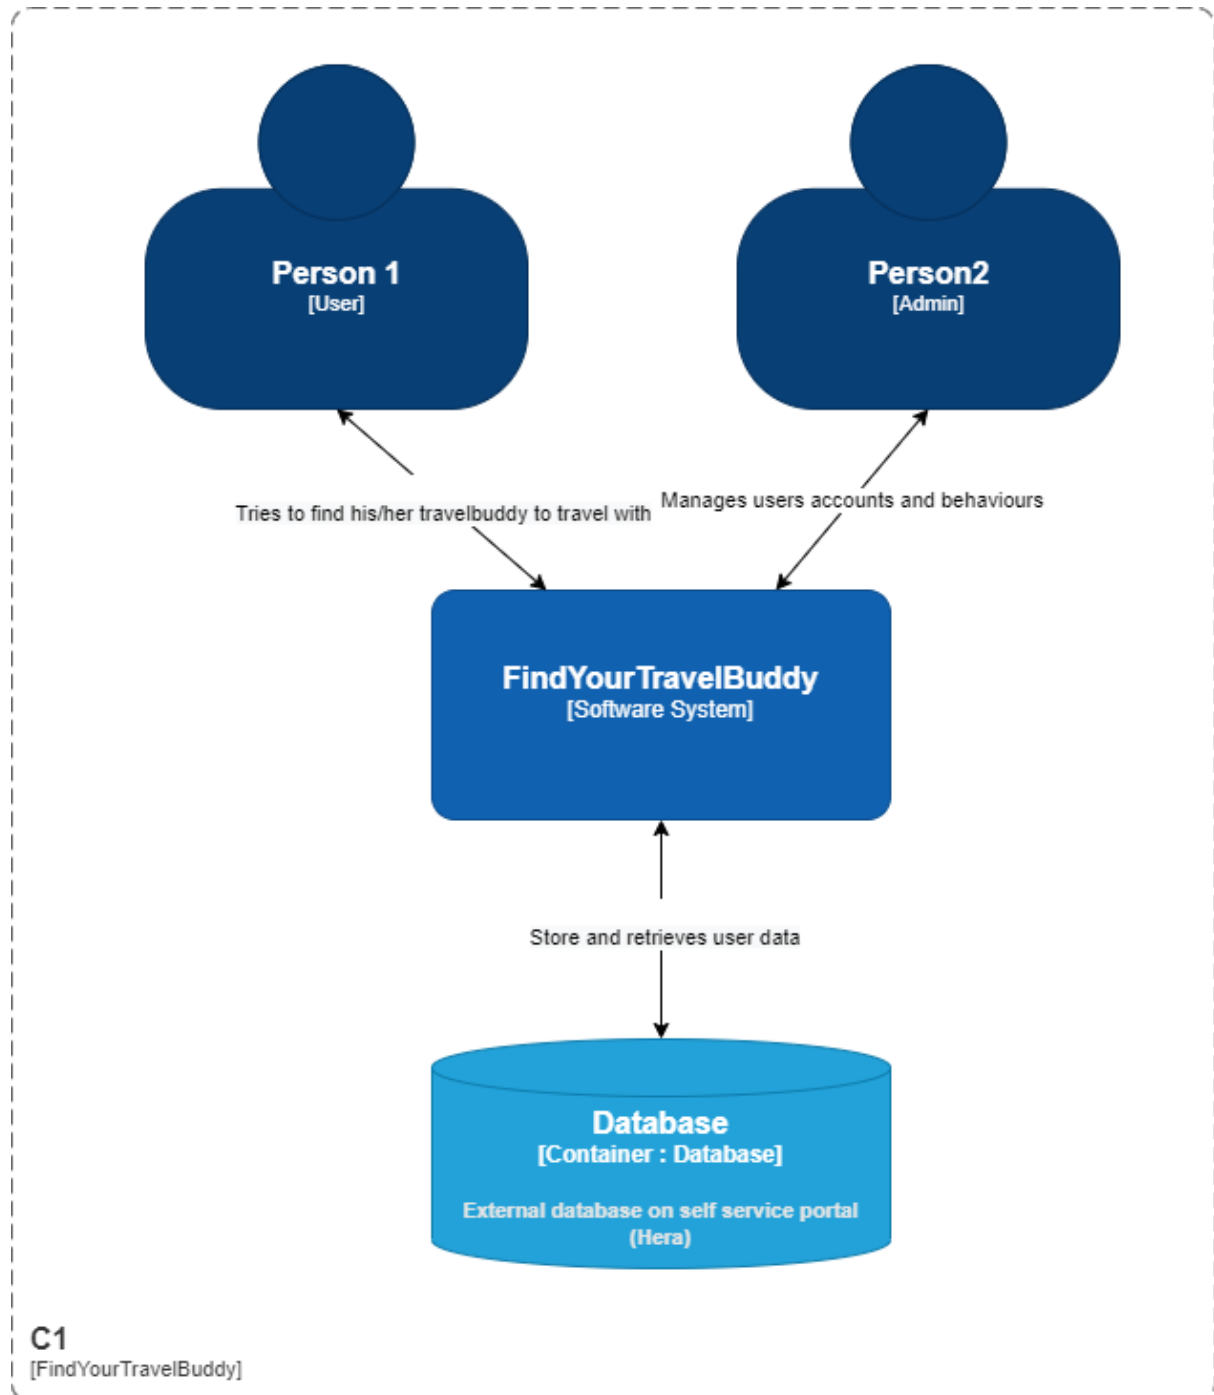 Person 1
[User]
Person2
[Admin]
Tries to find his/her travelbuddy to travel with
Manages users accounts and behaviours
FindYourTravelBuddy
[Software System]
Store and retrieves user data
Database
[Container : Database]
External database on self service portal
(Hera)
C1
[FindYourTravelBuddy]